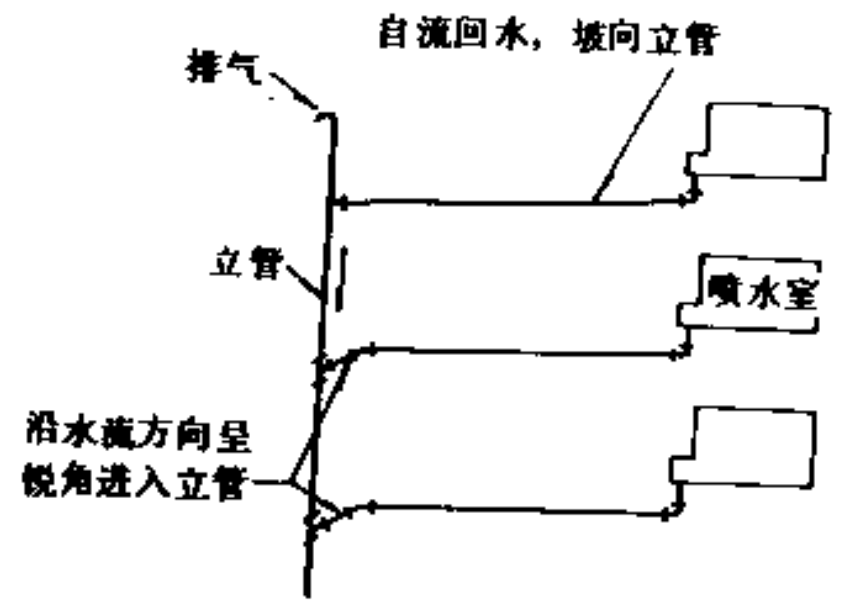 自流回水，坡向立管
排气
立管
喷水室
沿水流方向呈
锐角进入立管